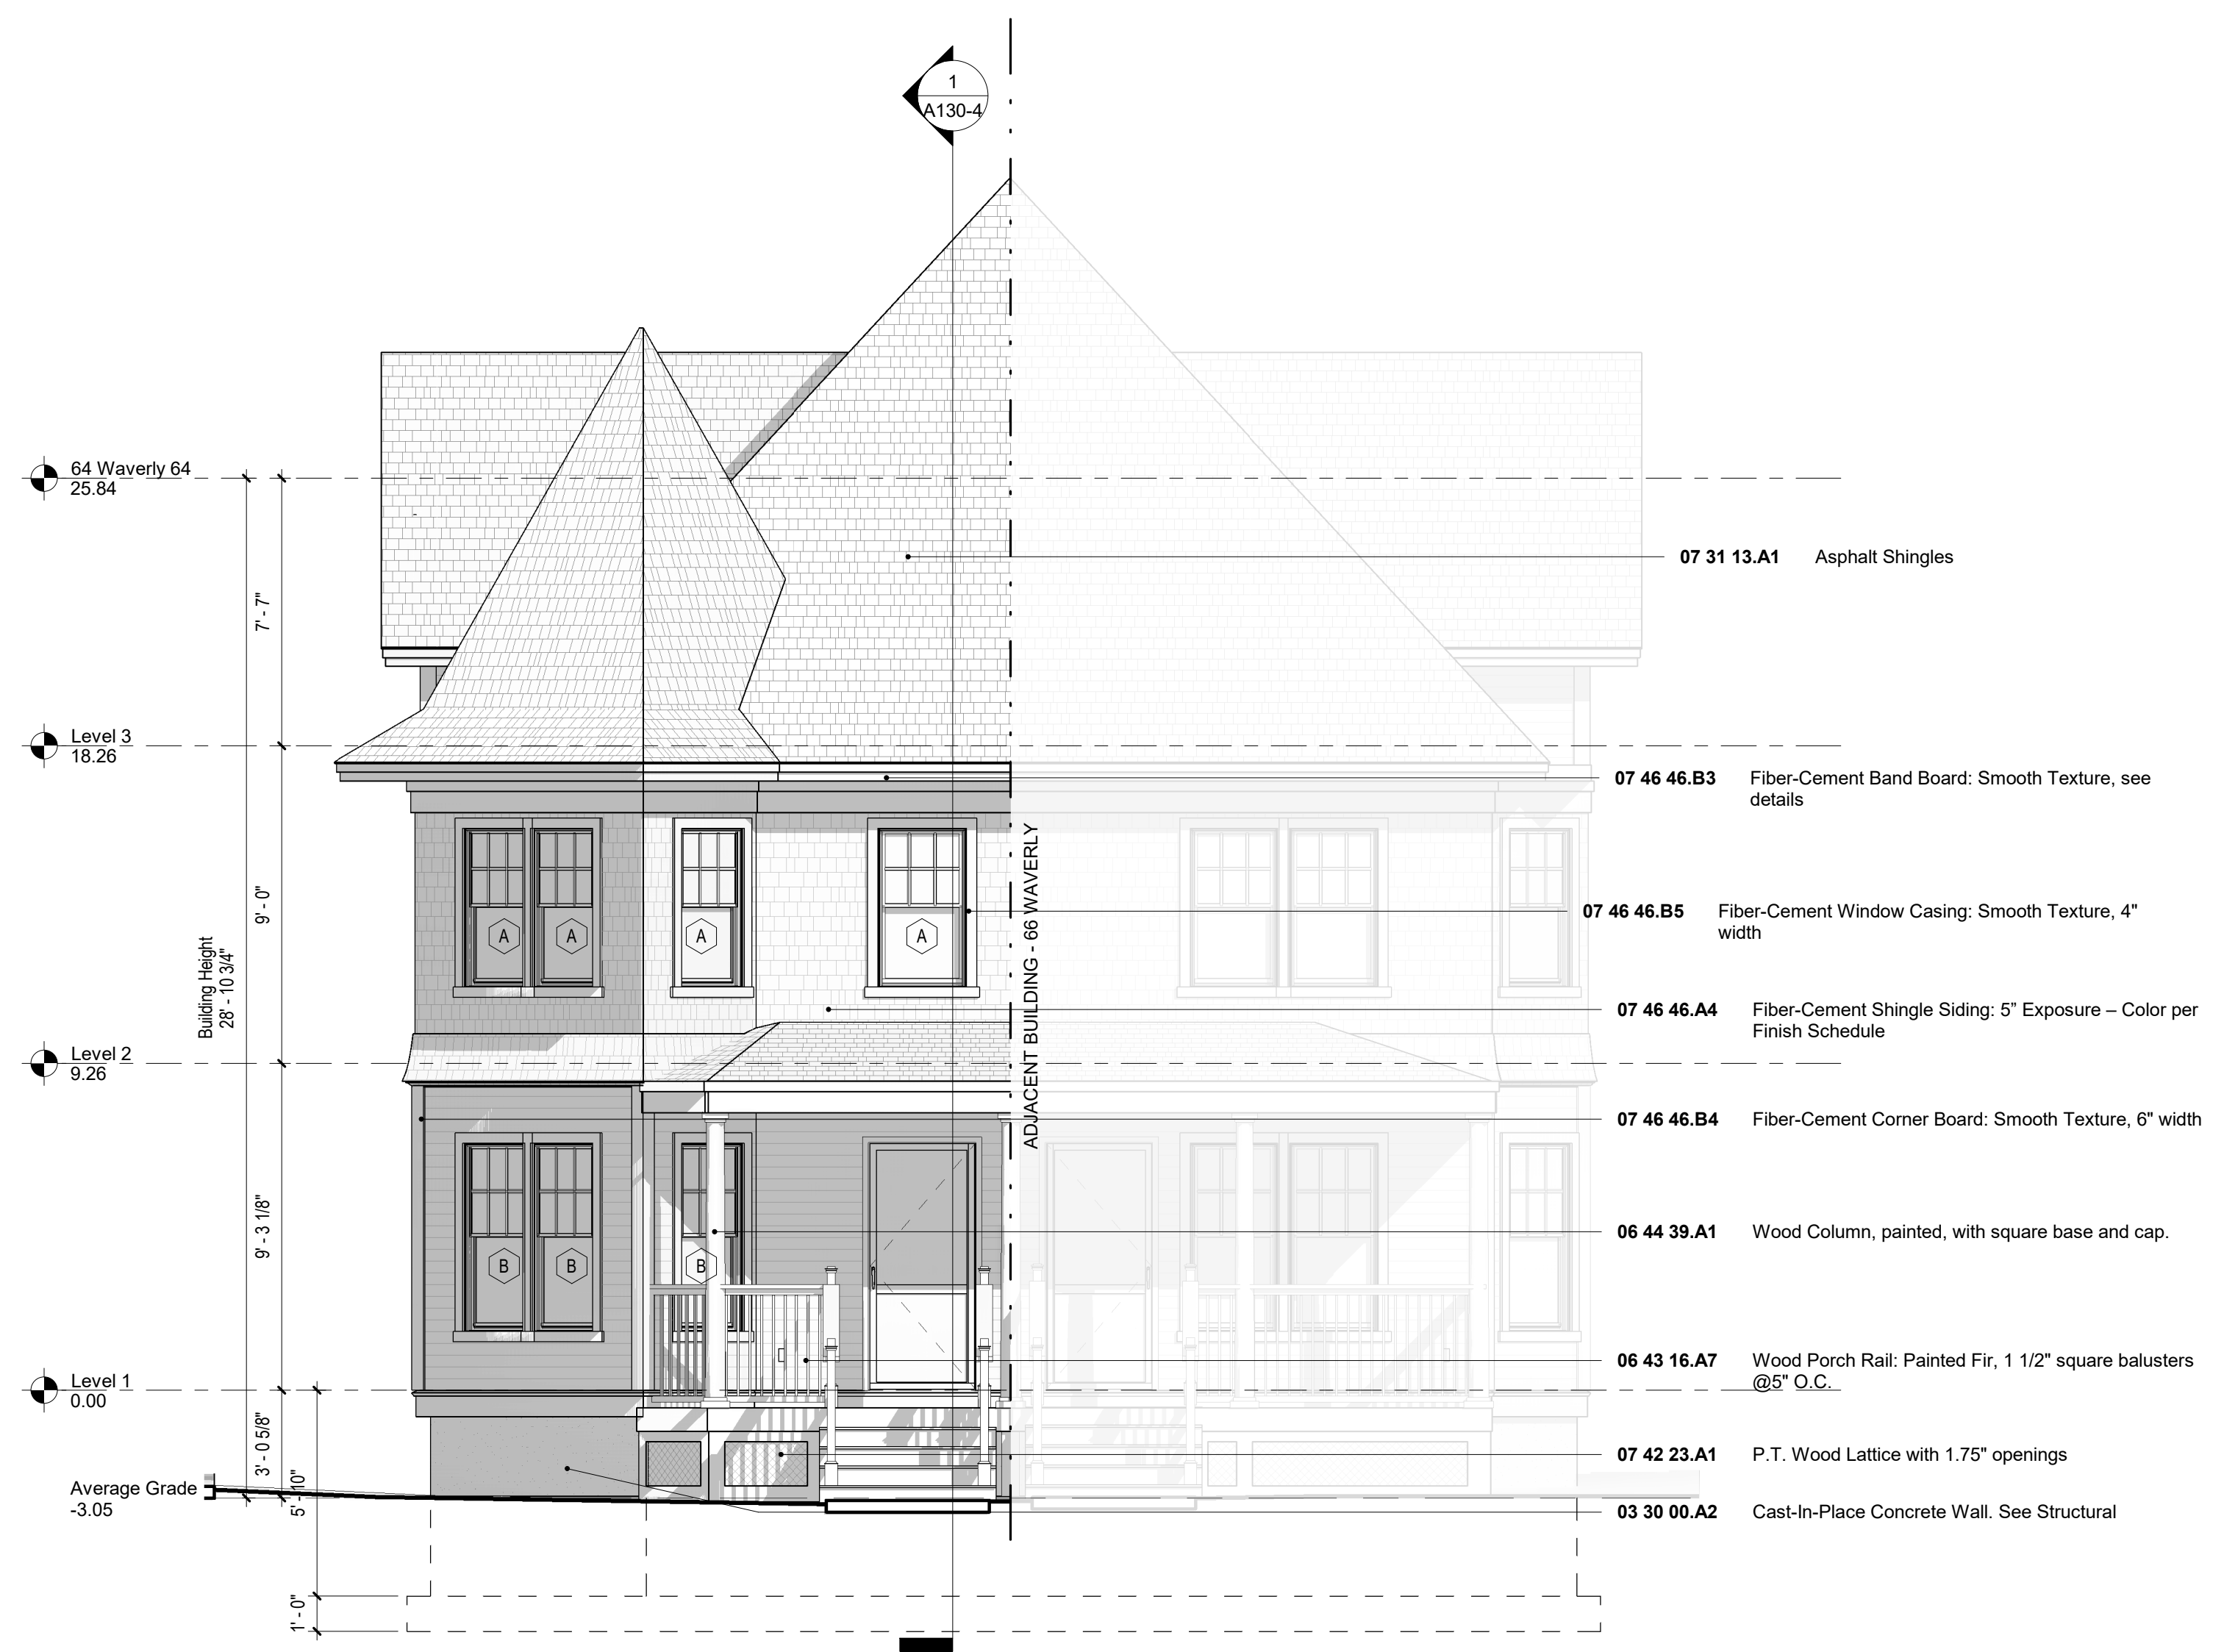 1
A130-4
64 Waverly 64
25.84
07 31 13.A1 Asphalt Shingles
7' - 7"
Level 3
18.26
07 46 46.B3 Fiber-Cement Band Board: Smooth Texture, see
details
9' - 0"
A
A
A
A
07 46 46.B5 Fiber-Cement Window Casing: Smooth Texture, 4"
width
ADJACENT BUILDING - 66 WAVERLY
Building Height
28' - 10 3/4"
07 46 46.A4 Fiber-Cement Shingle Siding: 5” Exposure – Color per
Finish Schedule
Level 2
9.26
07 46 46.B4 Fiber-Cement Corner Board: Smooth Texture, 6" width
9' - 3 1/8"
06 44 39.A1 Wood Column, painted, with square base and cap.
B
B
B
06 43 16.A7 Wood Porch Rail: Painted Fir, 1 1/2" square balusters
@5" O.C.
Level 1
0.00
3' - 0 5/8"
07 42 23.A1 P.T. Wood Lattice with 1.75" openings
Average Grade
-3.05
5' - 10"
03 30 00.A2 Cast-In-Place Concrete Wall. See Structural
1' - 0"